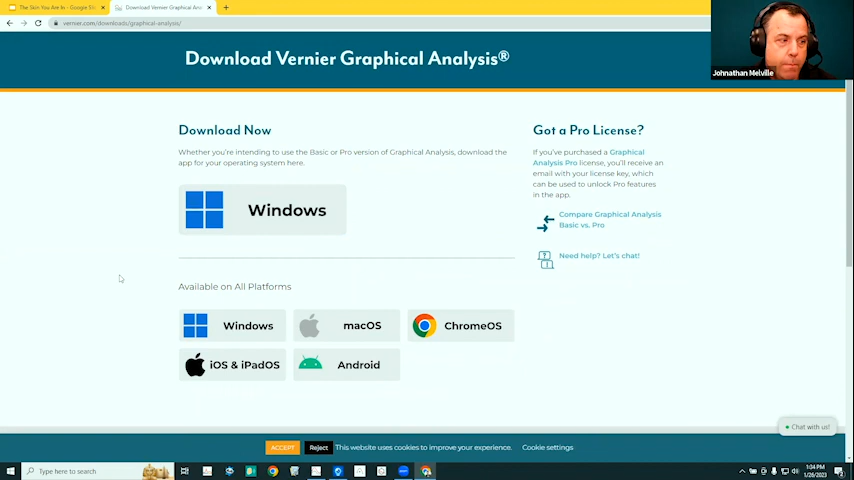 The Skin You Are In - Google Sli
Download Vernier Graphical Analysis
vernier.com/downloads/graphical-analysis/
Download Vernier Graphical Analysis®
Johnathan Melville
Download Now
Whether you're intending to use the Basic or Pro version of Graphical Analysis, download the
app for your operating system here.
Windows
Available on All Platforms
Windows
macOS
ChromeOS
iOS & iPadOS
Android
Got a Pro License?
If you've purchased a Graphical
Analysis Pro license, you'll receive an
email with your license key, which
can be used to unlock Pro features
in the app.
Compare Graphical Analysis
Basic vs. Pro
Need help? Let's chat!
Chat with us!
ACCEPT
Reject
This website uses cookies to improve your experience.
Cookie settings
Type here to search
1:34 PM
1/26/2023